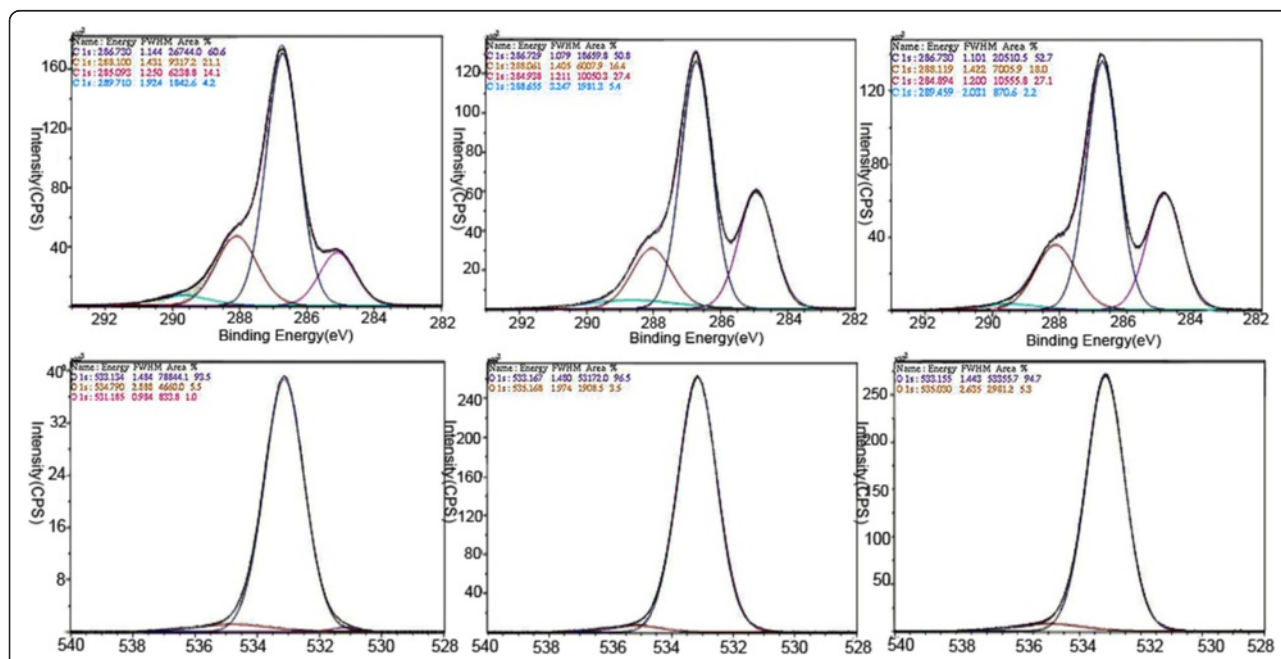 Name: Energy FWHM Area %
C 1s: 286.730 1.144 26744.0 60.6
C 1s: 288.100 1.431 9317.2 21.1
C 1s: 285.093 1.250 6238.8 14.1
C 1s: 289.710 1.924 1842.6 4.2
160
120
80
40
Intensity(CPS)
292 290 288 286 284 282
Binding Energy(eV)
Name: Energy FWHM Area %
C 1s: 286.729 1.079 18659.8 50.8
C 1s: 288.061 1.405 6007.9 16.4
C 1s: 284.938 1.211 10050.3 27.4
C 1s: 288.655 3.247 1981.3 5.4
120
100
80
60
40
20
Intensity(CPS)
292 290 288 286 284 282
Binding Energy(eV)
Name: Energy FWHM Area %
C 1s: 286.730 1.101 20510.5 52.7
C 1s: 288.119 1.422 7005.9 18.0
C 1s: 284.894 1.200 10555.8 27.1
C 1s: 289.459 2.031 870.6 2.2
120
80
40
Intensity(CPS)
292 290 288 286 284 282
Binding Energy(eV)
Name: Energy FWHM Area %
O 1s: 533.134 1.484 78844.1 93.5
O 1s: 534.790 2.888 4660.0 5.5
O 1s: 531.185 0.984 833.8 1.0
40
32
24
16
8
Intensity(CPS)
540 536 534 532 530 528
Name: Energy FWHM Area %
O 1s: 533.167 1.480 53172.0 96.5
O 1s: 535.168 1.974 1908.5 3.5
240
200
160
120
80
40
Intensity(CPS)
540 536 534 532 530 528
Name: Energy FWHM Area %
O 1s: 533.155 1.443 53355.7 94.7
O 1s: 535.030 2.635 2981.2 5.3
250
200
150
100
50
Intensity(CPS)
540 536 534 532 530 528